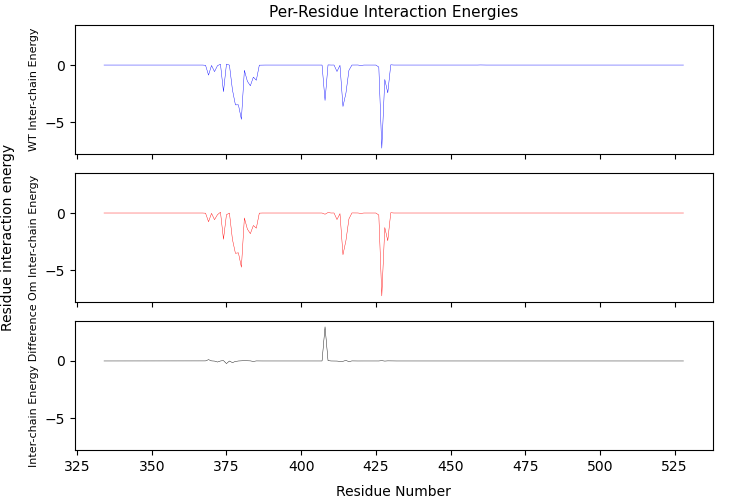 Per-Residue Interaction Energies
Residue interaction energy
WT Inter-chain Energy
0
−5
Om Inter-chain Energy
0
−5
Inter-chain Energy Difference
0
−5
325 350 375 400 425 450 475 500 525
Residue Number